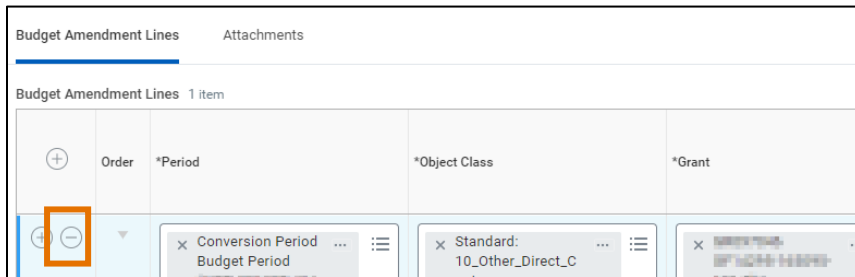 Budget Amendment Lines Attachments
Budget Amendment Lines 1 item
Order *Period *Object Class *Grant
× Conversion Period ... × Standard: ... ×
Budget Period 10_Other_Direct_C